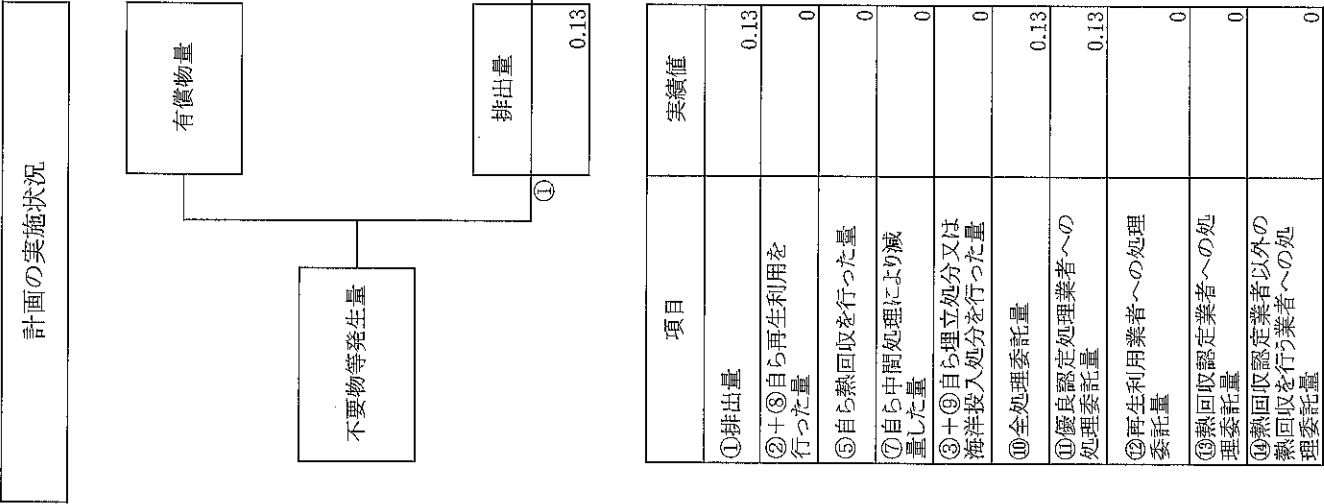 計画の実施状況
有償物量
不要物等発生量
排出量
①
0.13
項目
実績値
①排出量
0.13
②+⑧自ら再生利用を
行った量
0
⑤自ら熱回収を行った量
0
⑦自ら中間処理により減
量した量
0
③+⑨自ら埋立処分又は
海洋投入処分を行った量
0
⑩全処理委託量
0.13
⑪優良認定処理業者への
処理委託量
0.13
⑫再生利用業者への処理
委託量
0
⑬熱回収認定業者への処
理委託量
0
⑭熱回収認定業者以外の
熱回収を行う業者への処
理委託量
0